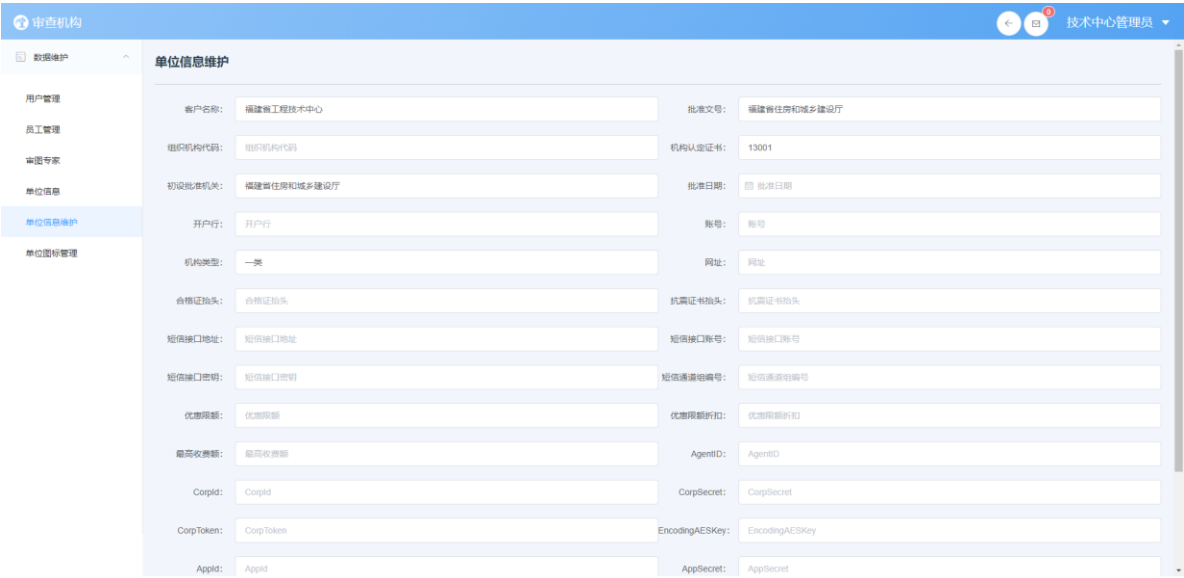 审查机构
0
技术中心管理员
数据维护
用户管理
员工管理
审图专家
单位信息
单位信息维护
单位图标管理
单位信息维护
客户名称: 福建省工程技术中心 批准文号: 福建省住房和城乡建设厅
组织机构代码: 组织机构代码 机构认定证书: 13001
初设批准机关: 福建省住房和城乡建设厅 批准日期: 批准日期
开户行: 开户行 账号: 账号
机构类型: 一类 网址: 网址
合格证抬头: 合格证抬头 抗震证书抬头: 抗震证书抬头
短信接口地址: 短信接口地址 短信接口账号: 短信接口账号
短信接口密钥: 短信接口密钥 短信通道组编号: 短信通道组编号
优惠限额: 优惠限额 优惠限额折扣: 优惠限额折扣
最高收费额: 最高收费额 AgentID: AgentID
CorpId: CorpId CorpSecret: CorpSecret
CorpToken: CorpToken EncodingAESKey: EncodingAESKey
AppId: AppId AppSecret: AppSecret